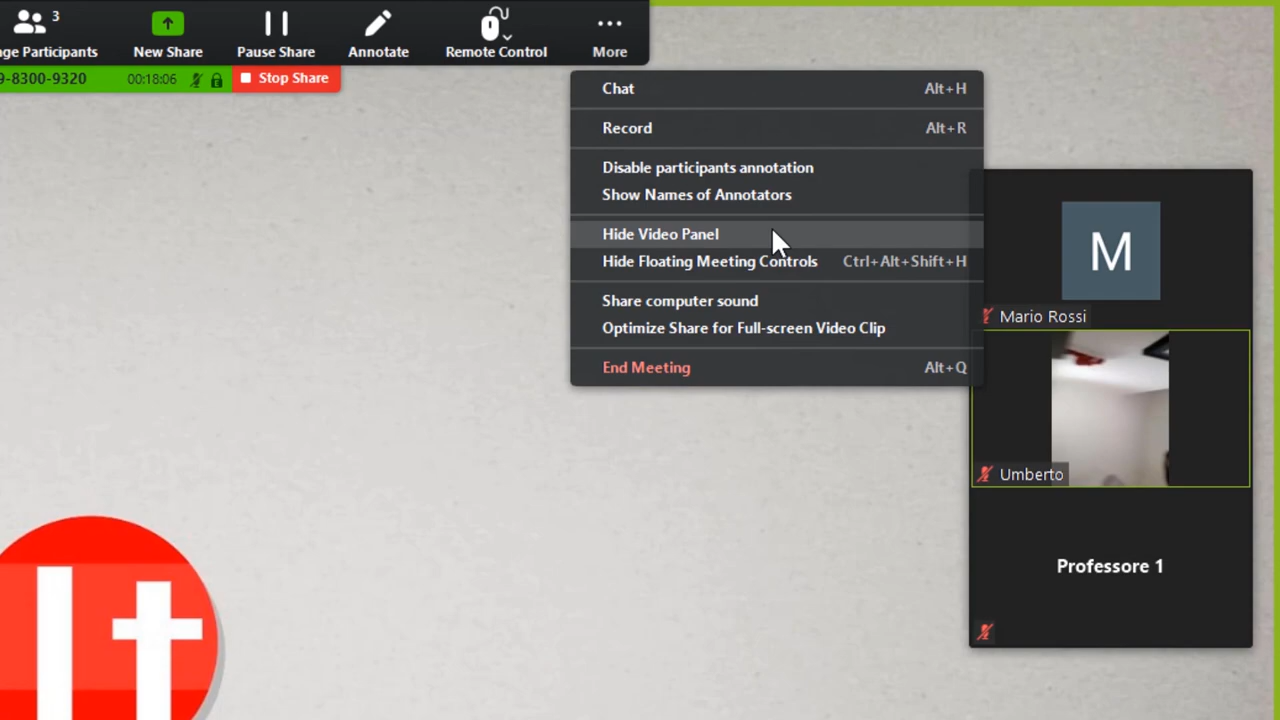 3
ge Participants
New Share
Pause Share
Annotate
Remote Control
More
9-8300-9320
00:18:06
Stop Share
Chat Alt+H
Record Alt+R
Disable participants annotation
Show Names of Annotators
Hide Video Panel
Hide Floating Meeting Controls Ctrl+Alt+Shift+H
Share computer sound
Optimize Share for Full-screen Video Clip
End Meeting Alt+Q
M
Mario Rossi
Umberto
Professore 1
It